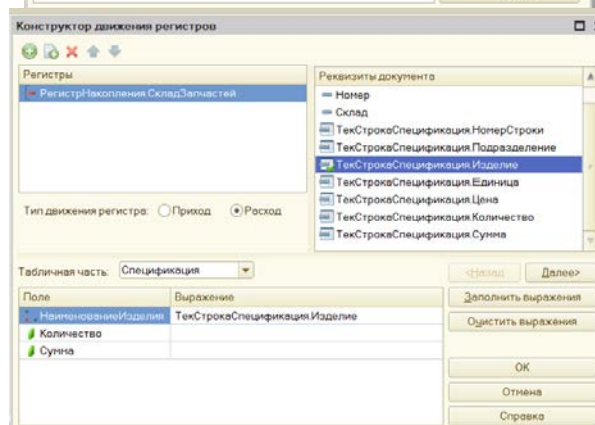 Конструктор движения регистров
Регистры
РегистрНакопления.СкладЗапчастей
Тип движения регистра: Приход Расход
Реквизиты документа
Номер
Склад
ТекСтрокаСпецификация.НомерСтроки
ТекСтрокаСпецификация.Подразделение
ТекСтрокаСпецификация.Изделие
ТекСтрокаСпецификация.Единица
ТекСтрокаСпецификация.Цена
ТекСтрокаСпецификация.Количество
ТекСтрокаСпецификация.Сумма
Табличная часть: Спецификация
<Назад Далее>
Поле Выражение
НаименованиеИзделия ТекСтрокаСпецификация.Изделие
Количество
Сумма
Заполнить выражения
Очистить выражения
ОК
Отмена
Справка